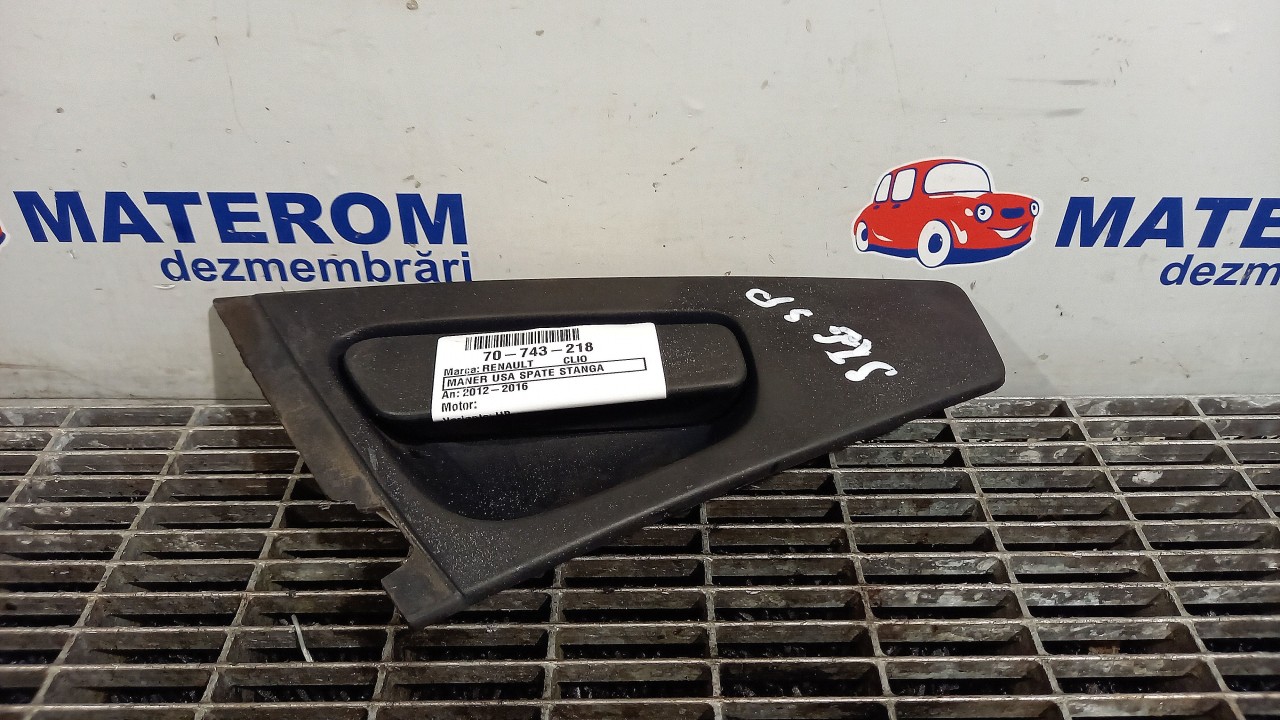 MATEROM
dezmembrări
MATE
dezm
70-743-218
Marca: RENAULT CLIO
MANER USA SPATE STANGA
An: 2012-2016
Motor: